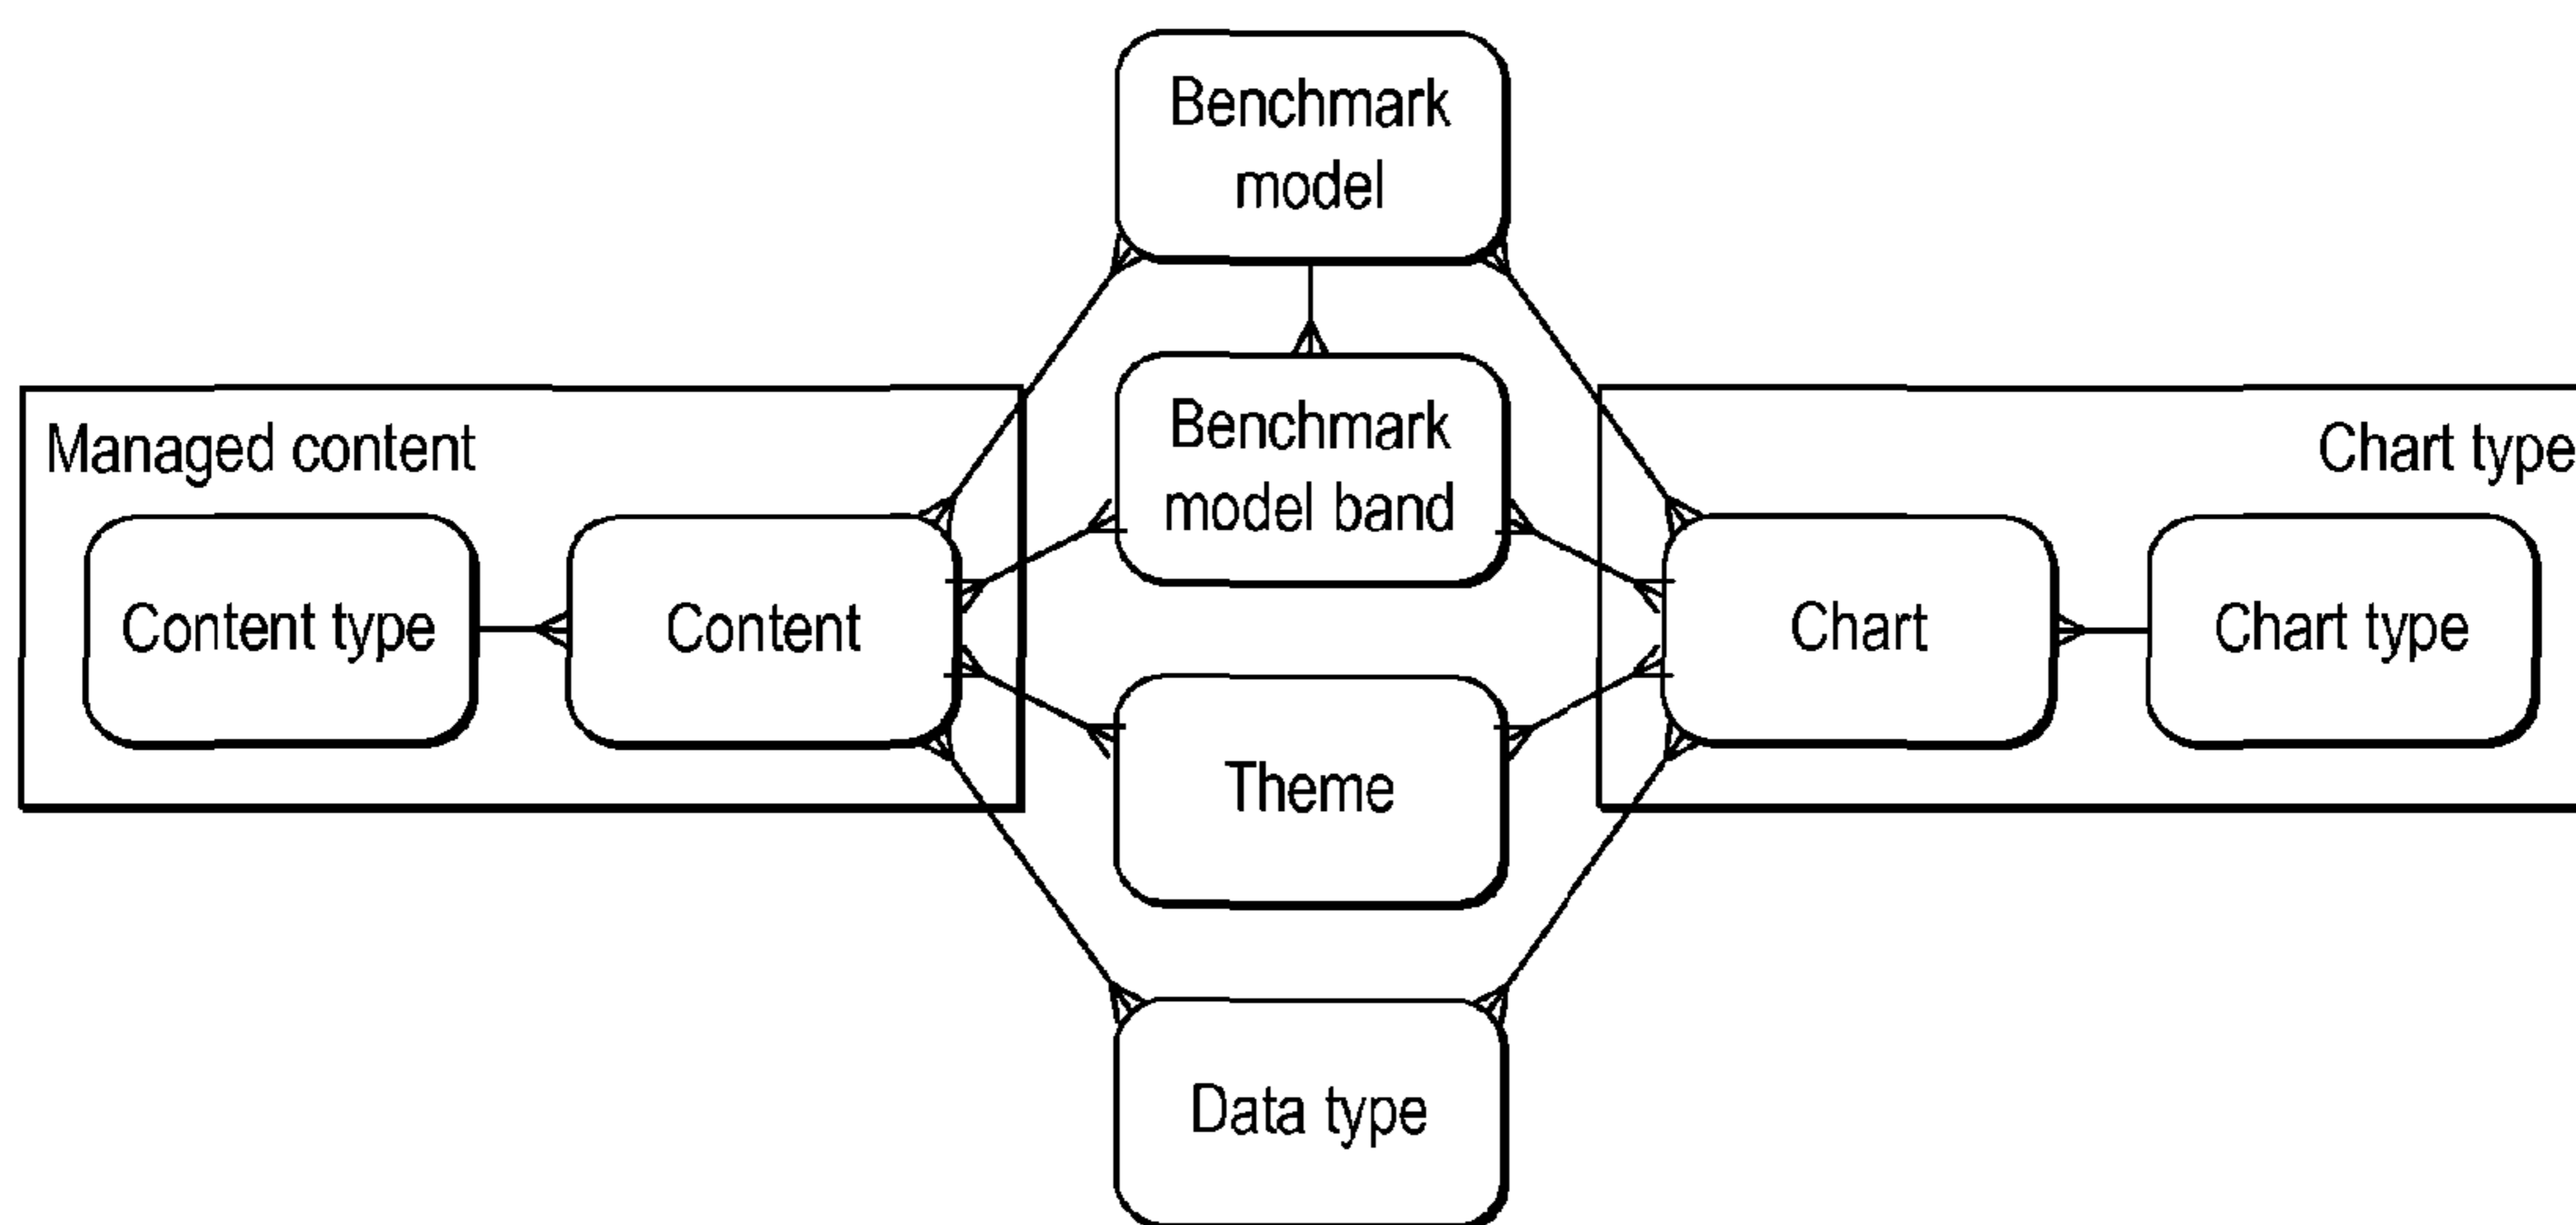 Benchmark
model
Managed content
Benchmark
model band
Chart type
Content type
Content
Chart
Chart type
Theme
Data type